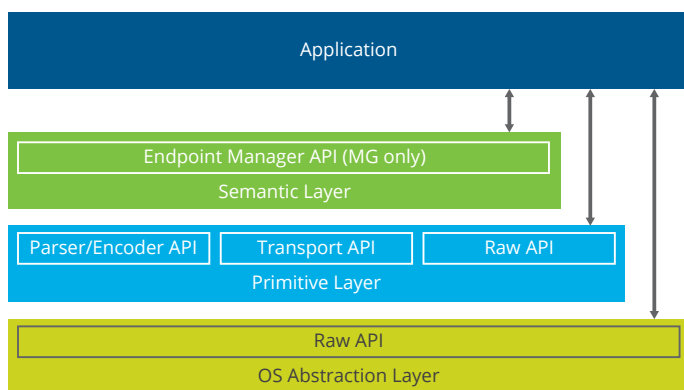 Application
Endpoint Manager API (MG only)
Semantic Layer
Parser/Encoder API
Transport API
Raw API
Primitive Layer
Raw API
OS Abstraction Layer